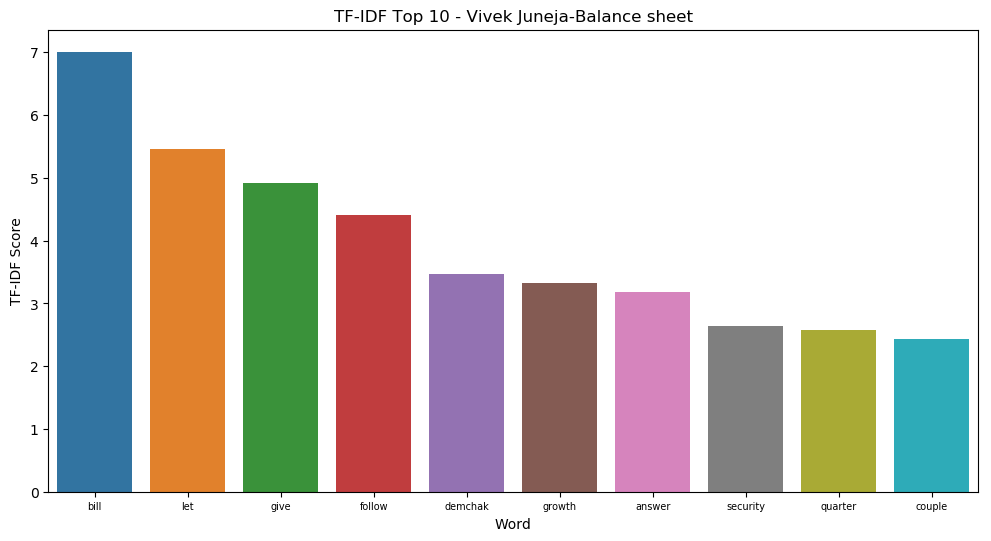 TF-IDF Top 10 - Vivek Juneja-Balance sheet
TF-IDF Score
7
6
5
4
3
2
1
0
bill let give follow demchak growth answer security quarter couple
Word